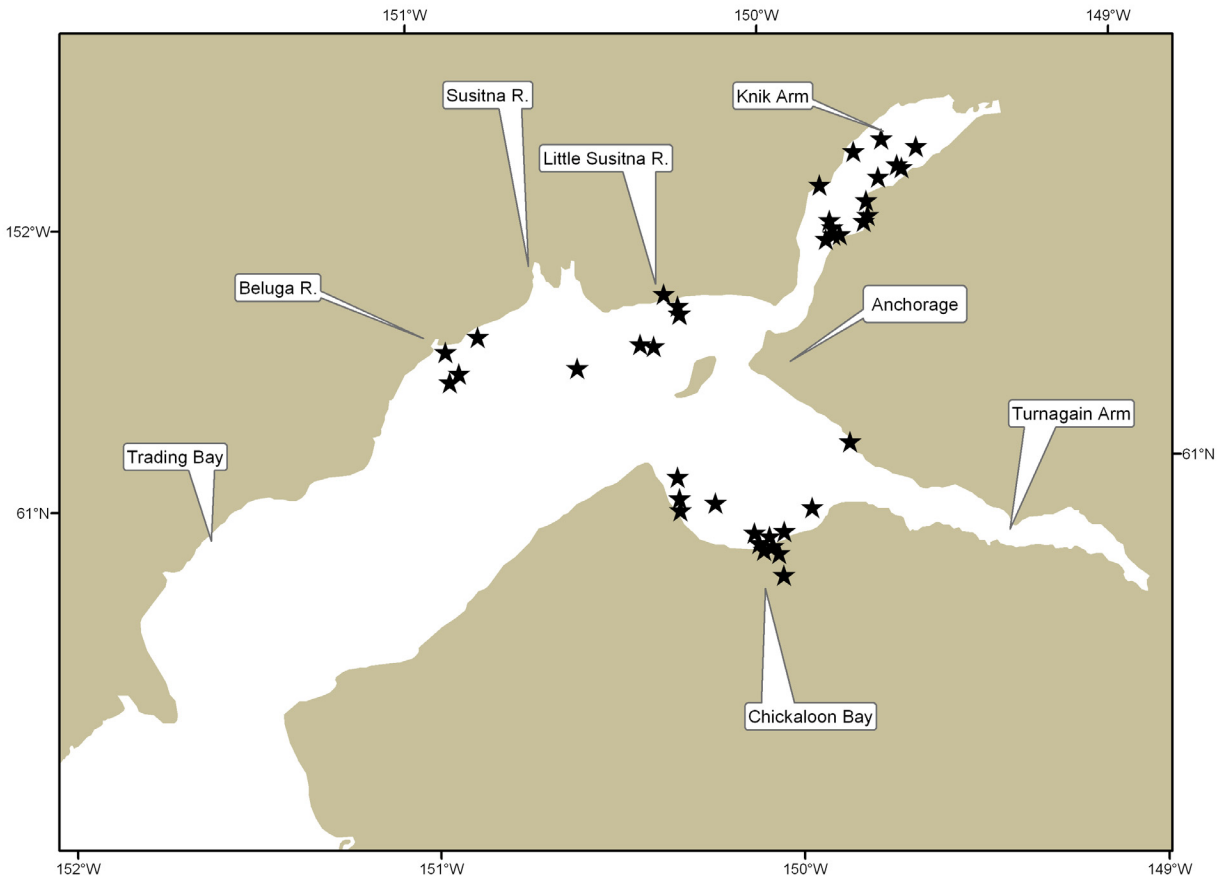 151°W
150°W
149°W
Susitna R.
Knik Arm
Little Susitna R.
152°W
Beluga R.
Anchorage
Turnagain Arm
Trading Bay
61°N
61°N
Chickaloon Bay
152°W
151°W
150°W
149°W